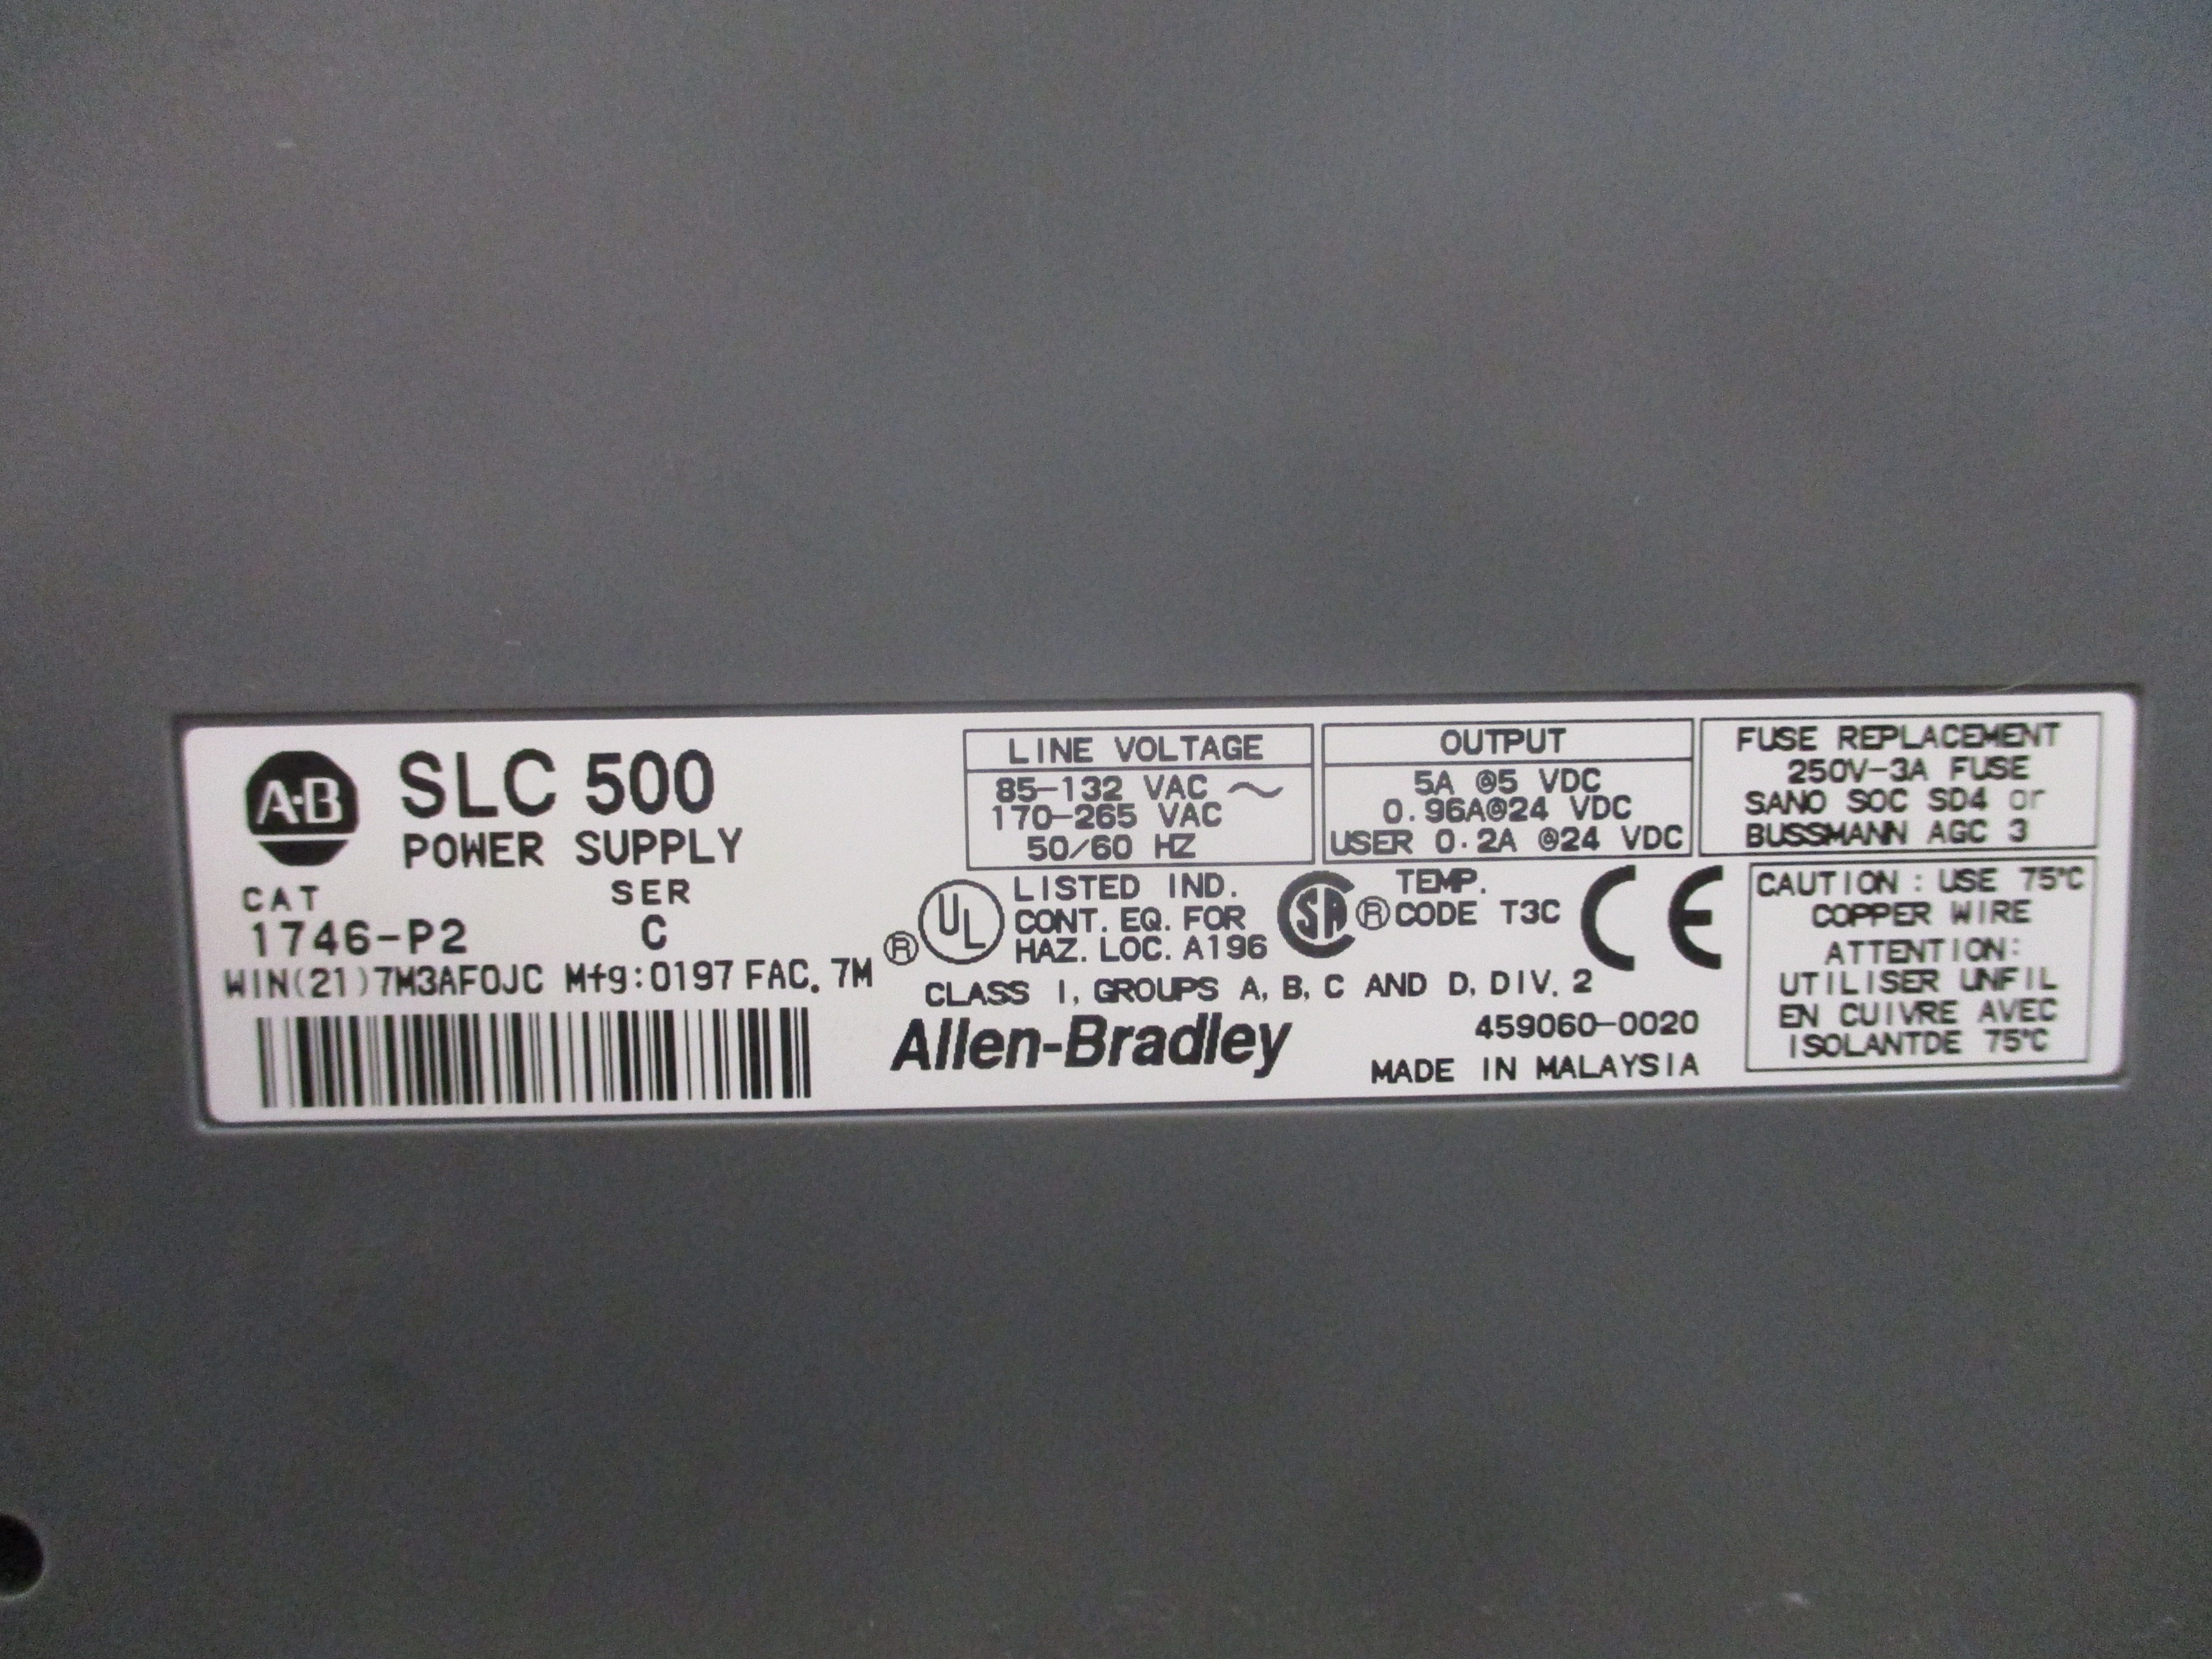 A-B
SLC 500
POWER SUPPLY
CAT SER
1746-P2 C
WIN(21)7M3AF0JC Mfg:0197 FAC. 7M
LINE VOLTAGE
85-132 VAC ~
170-265 VAC
50/60 HZ
OUTPUT
5A @5 VDC
0.96A@24 VDC
USER 0.2A @24 VDC
FUSE REPLACEMENT
250V-3A FUSE
SANO SOC SD4 or
BUSSMANN AGC 3
® UL
LISTED IND.
CONT. EQ. FOR
HAZ. LOC. A196
SA ®
TEMP.
CODE T3C
CE
CLASS I, GROUPS A, B, C AND D, DIV. 2
Allen-Bradley
459060-0020
MADE IN MALAYSIA
CAUTION: USE 75°C
COPPER WIRE
ATTENTION:
UTILISER UNFIL
EN CUIVRE AVEC
ISOLANTDE 75°C